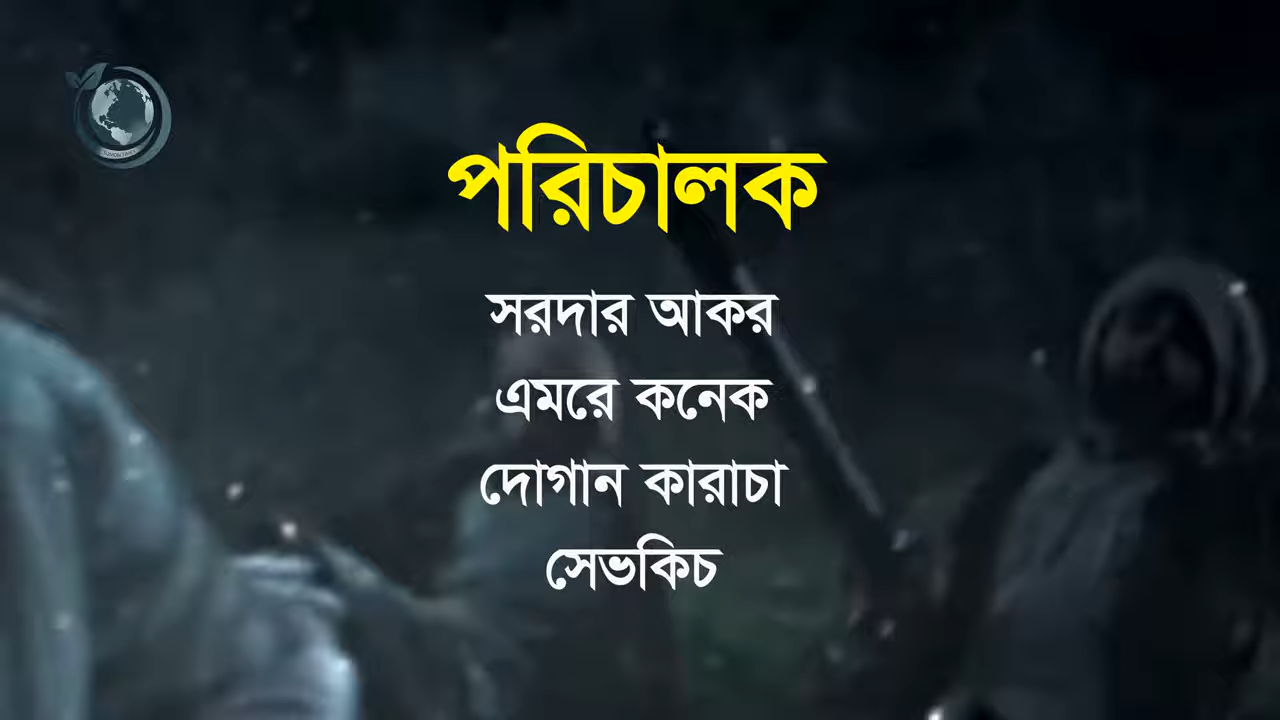 পরিচালক
সরদার আকর
এমরে কনেক
দোগান কারাচা
সেভকিচ